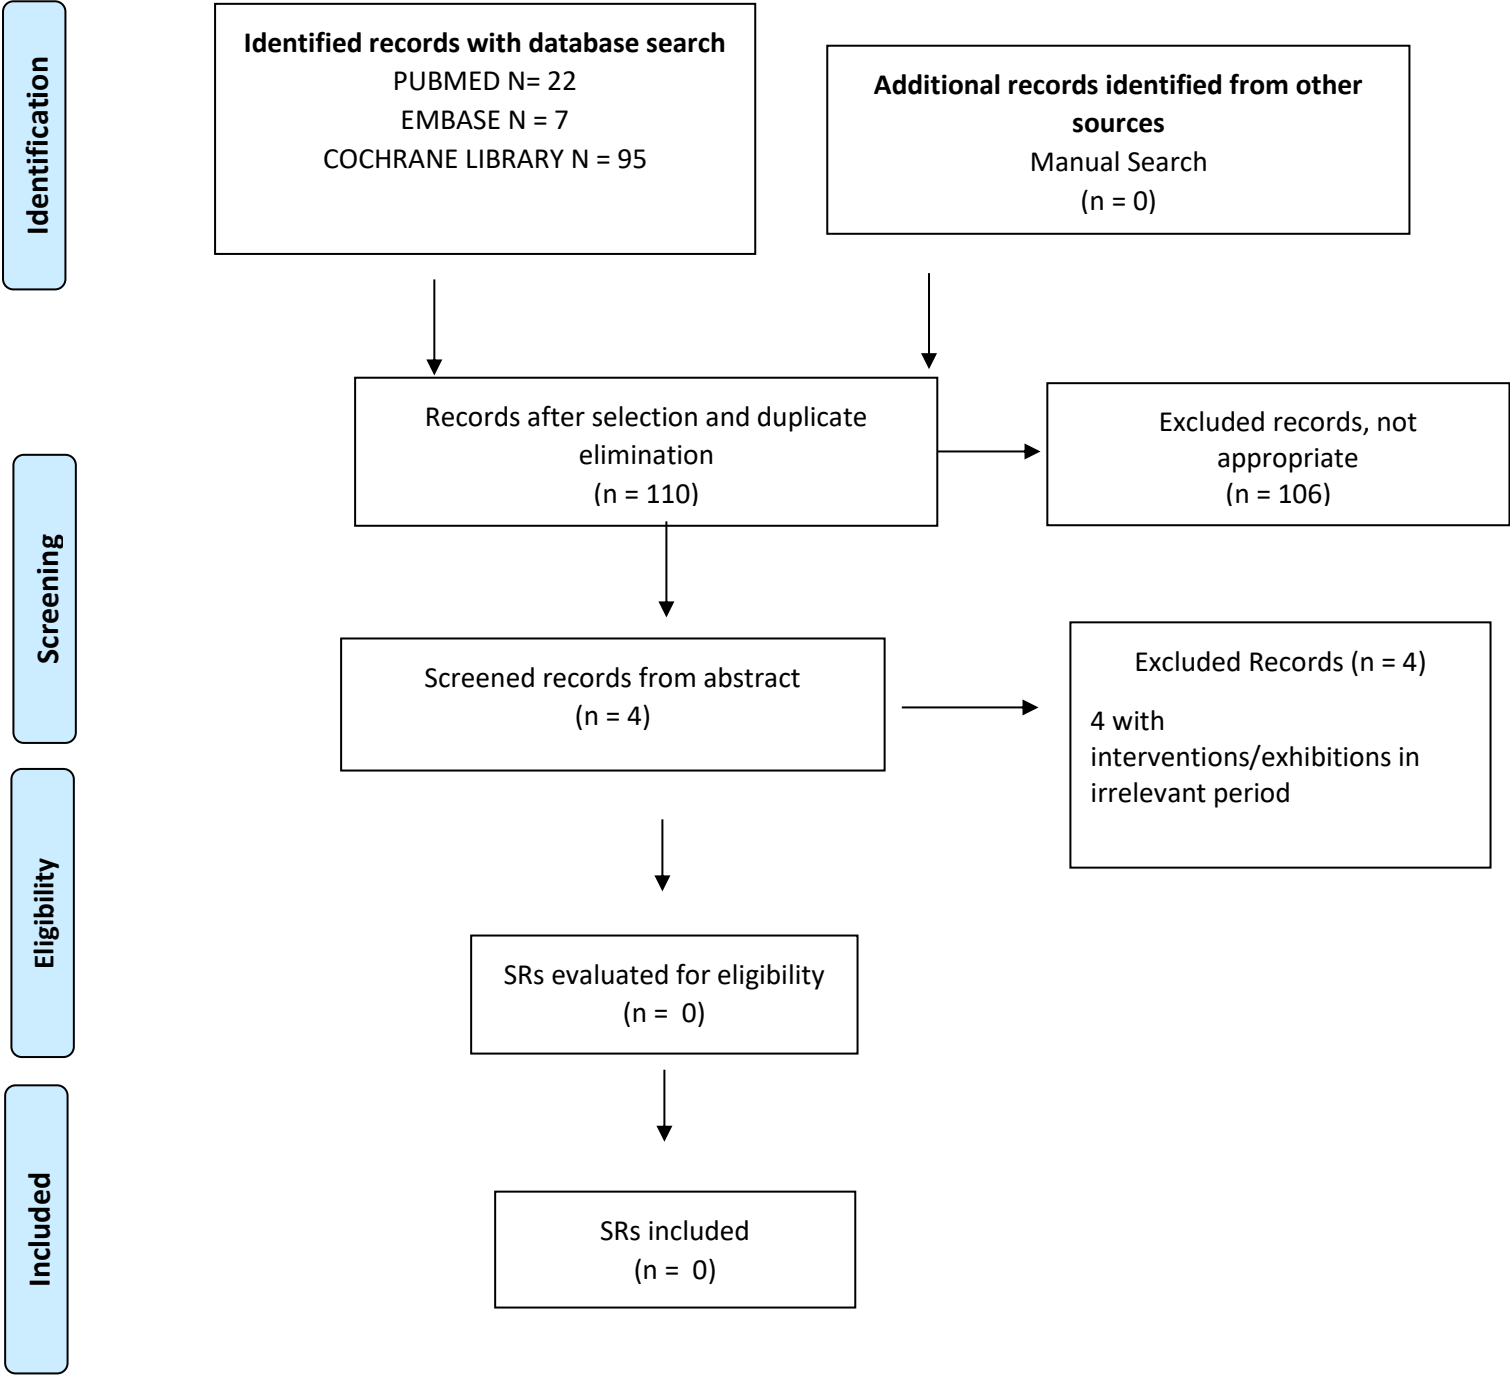 Identification
Identified records with database search
PUBMED N= 22
EMBASE N = 7
COCHRANE LIBRARY N = 95
Additional records identified from other
sources
Manual Search
(n = 0)
Records after selection and duplicate
elimination
(n = 110)
Excluded records, not
appropriate
(n = 106)
Screening
Screened records from abstract
(n = 4)
Excluded Records (n = 4)
4 with
interventions/exhibitions in
irrelevant period
Eligibility
SRs evaluated for eligibility
(n =  0)
Included
SRs included
(n =  0)